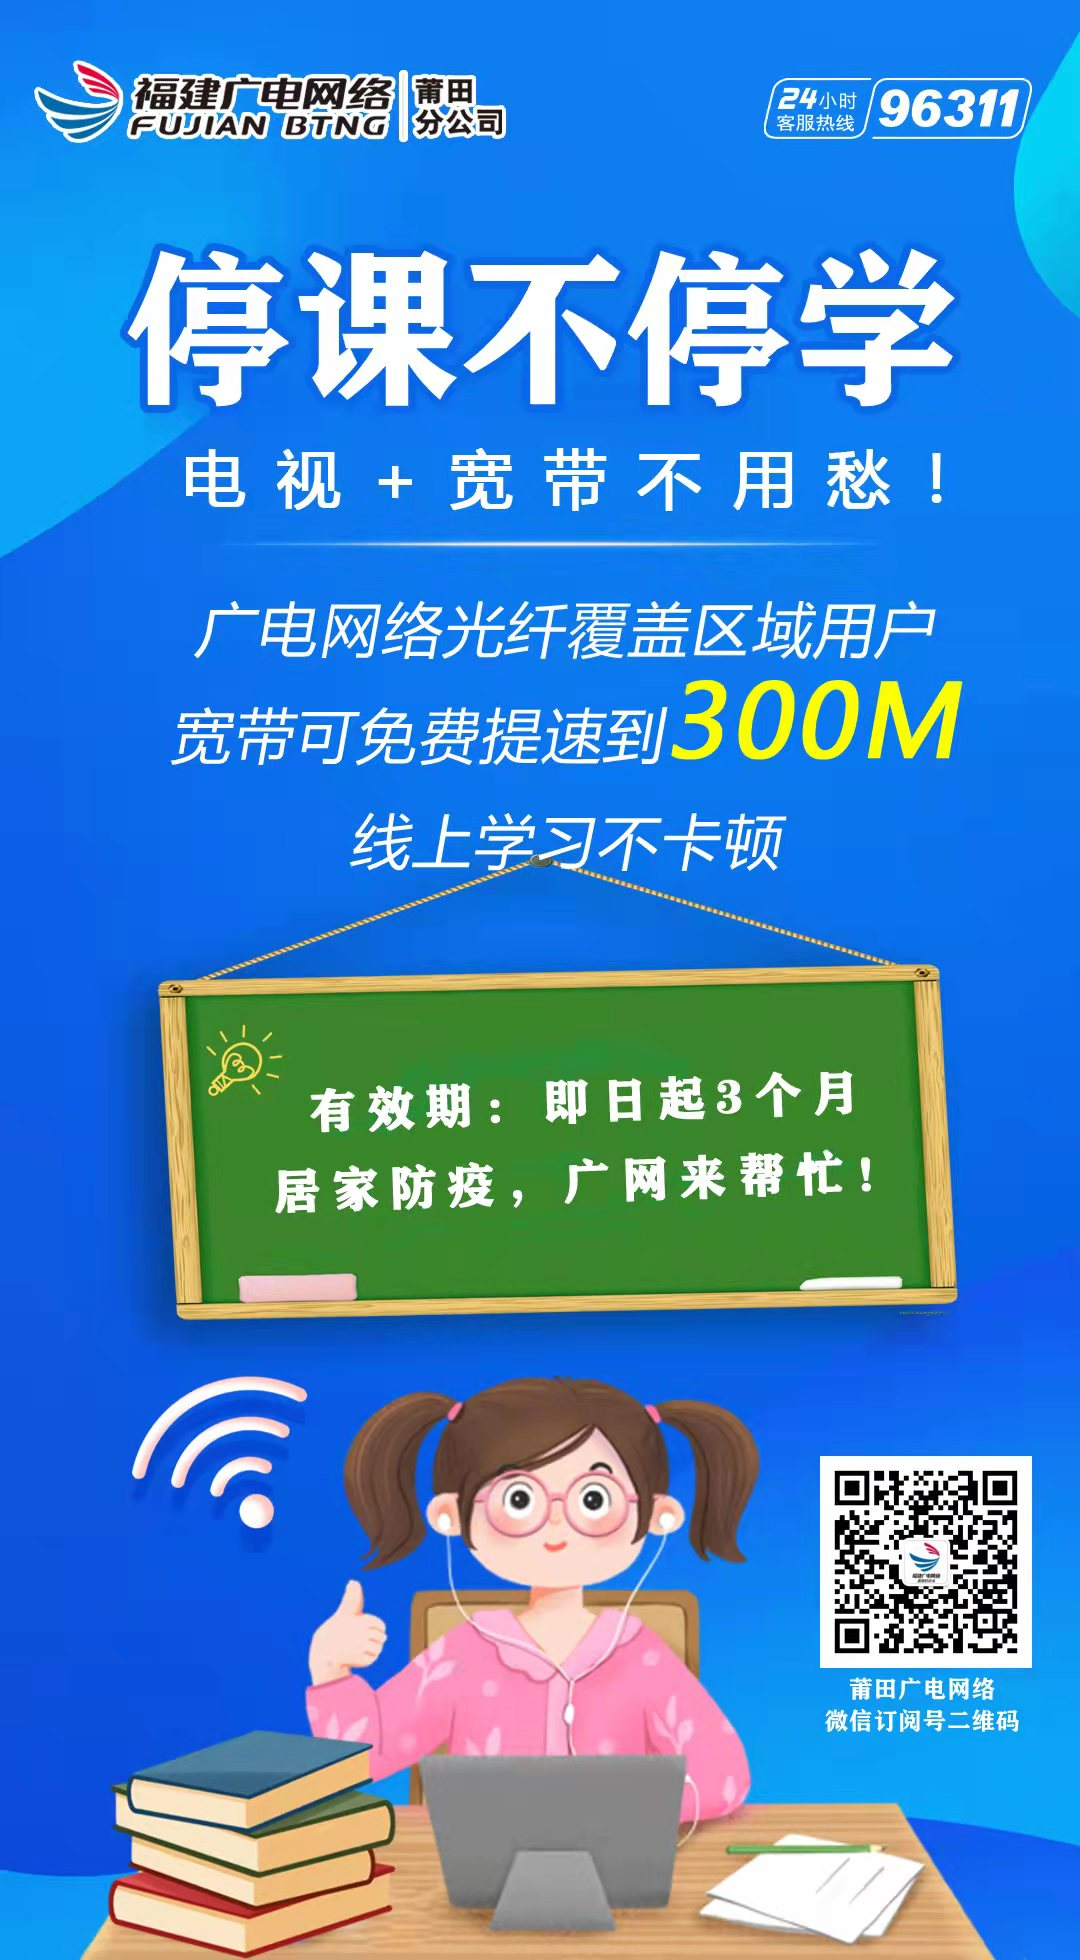 福建广电网络
FUJIAN BTNG
莆田
分公司
24小时
客服热线
96311
停课不停学
电视+宽带不用愁！
广电网络光纤覆盖区域用户
宽带可免费提速到300M
线上学习不卡顿
有效期：即日起3个月
居家防疫，广网来帮忙！
莆田广电网络
微信订阅号二维码